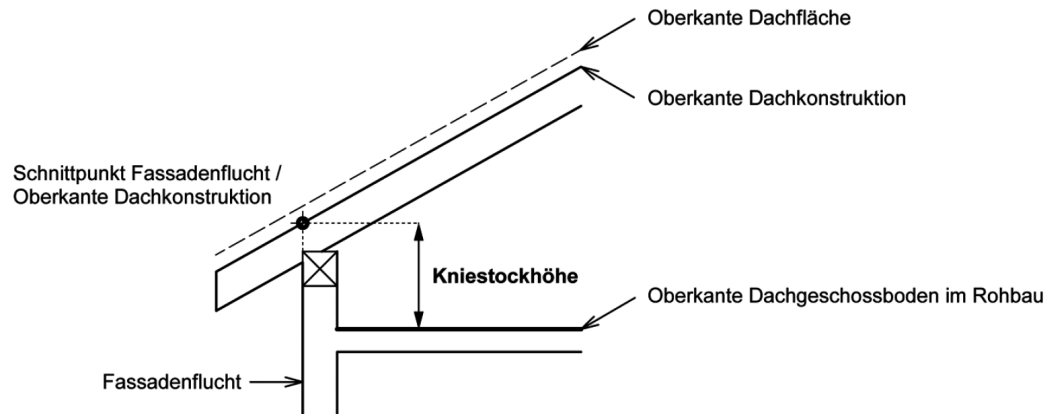 Oberkante Dachfläche
Oberkante Dachkonstruktion
Schnittpunkt Fassadenflucht /
Oberkante Dachkonstruktion
Kniestockhöhe
Oberkante Dachgeschossboden im Rohbau
Fassadenflucht